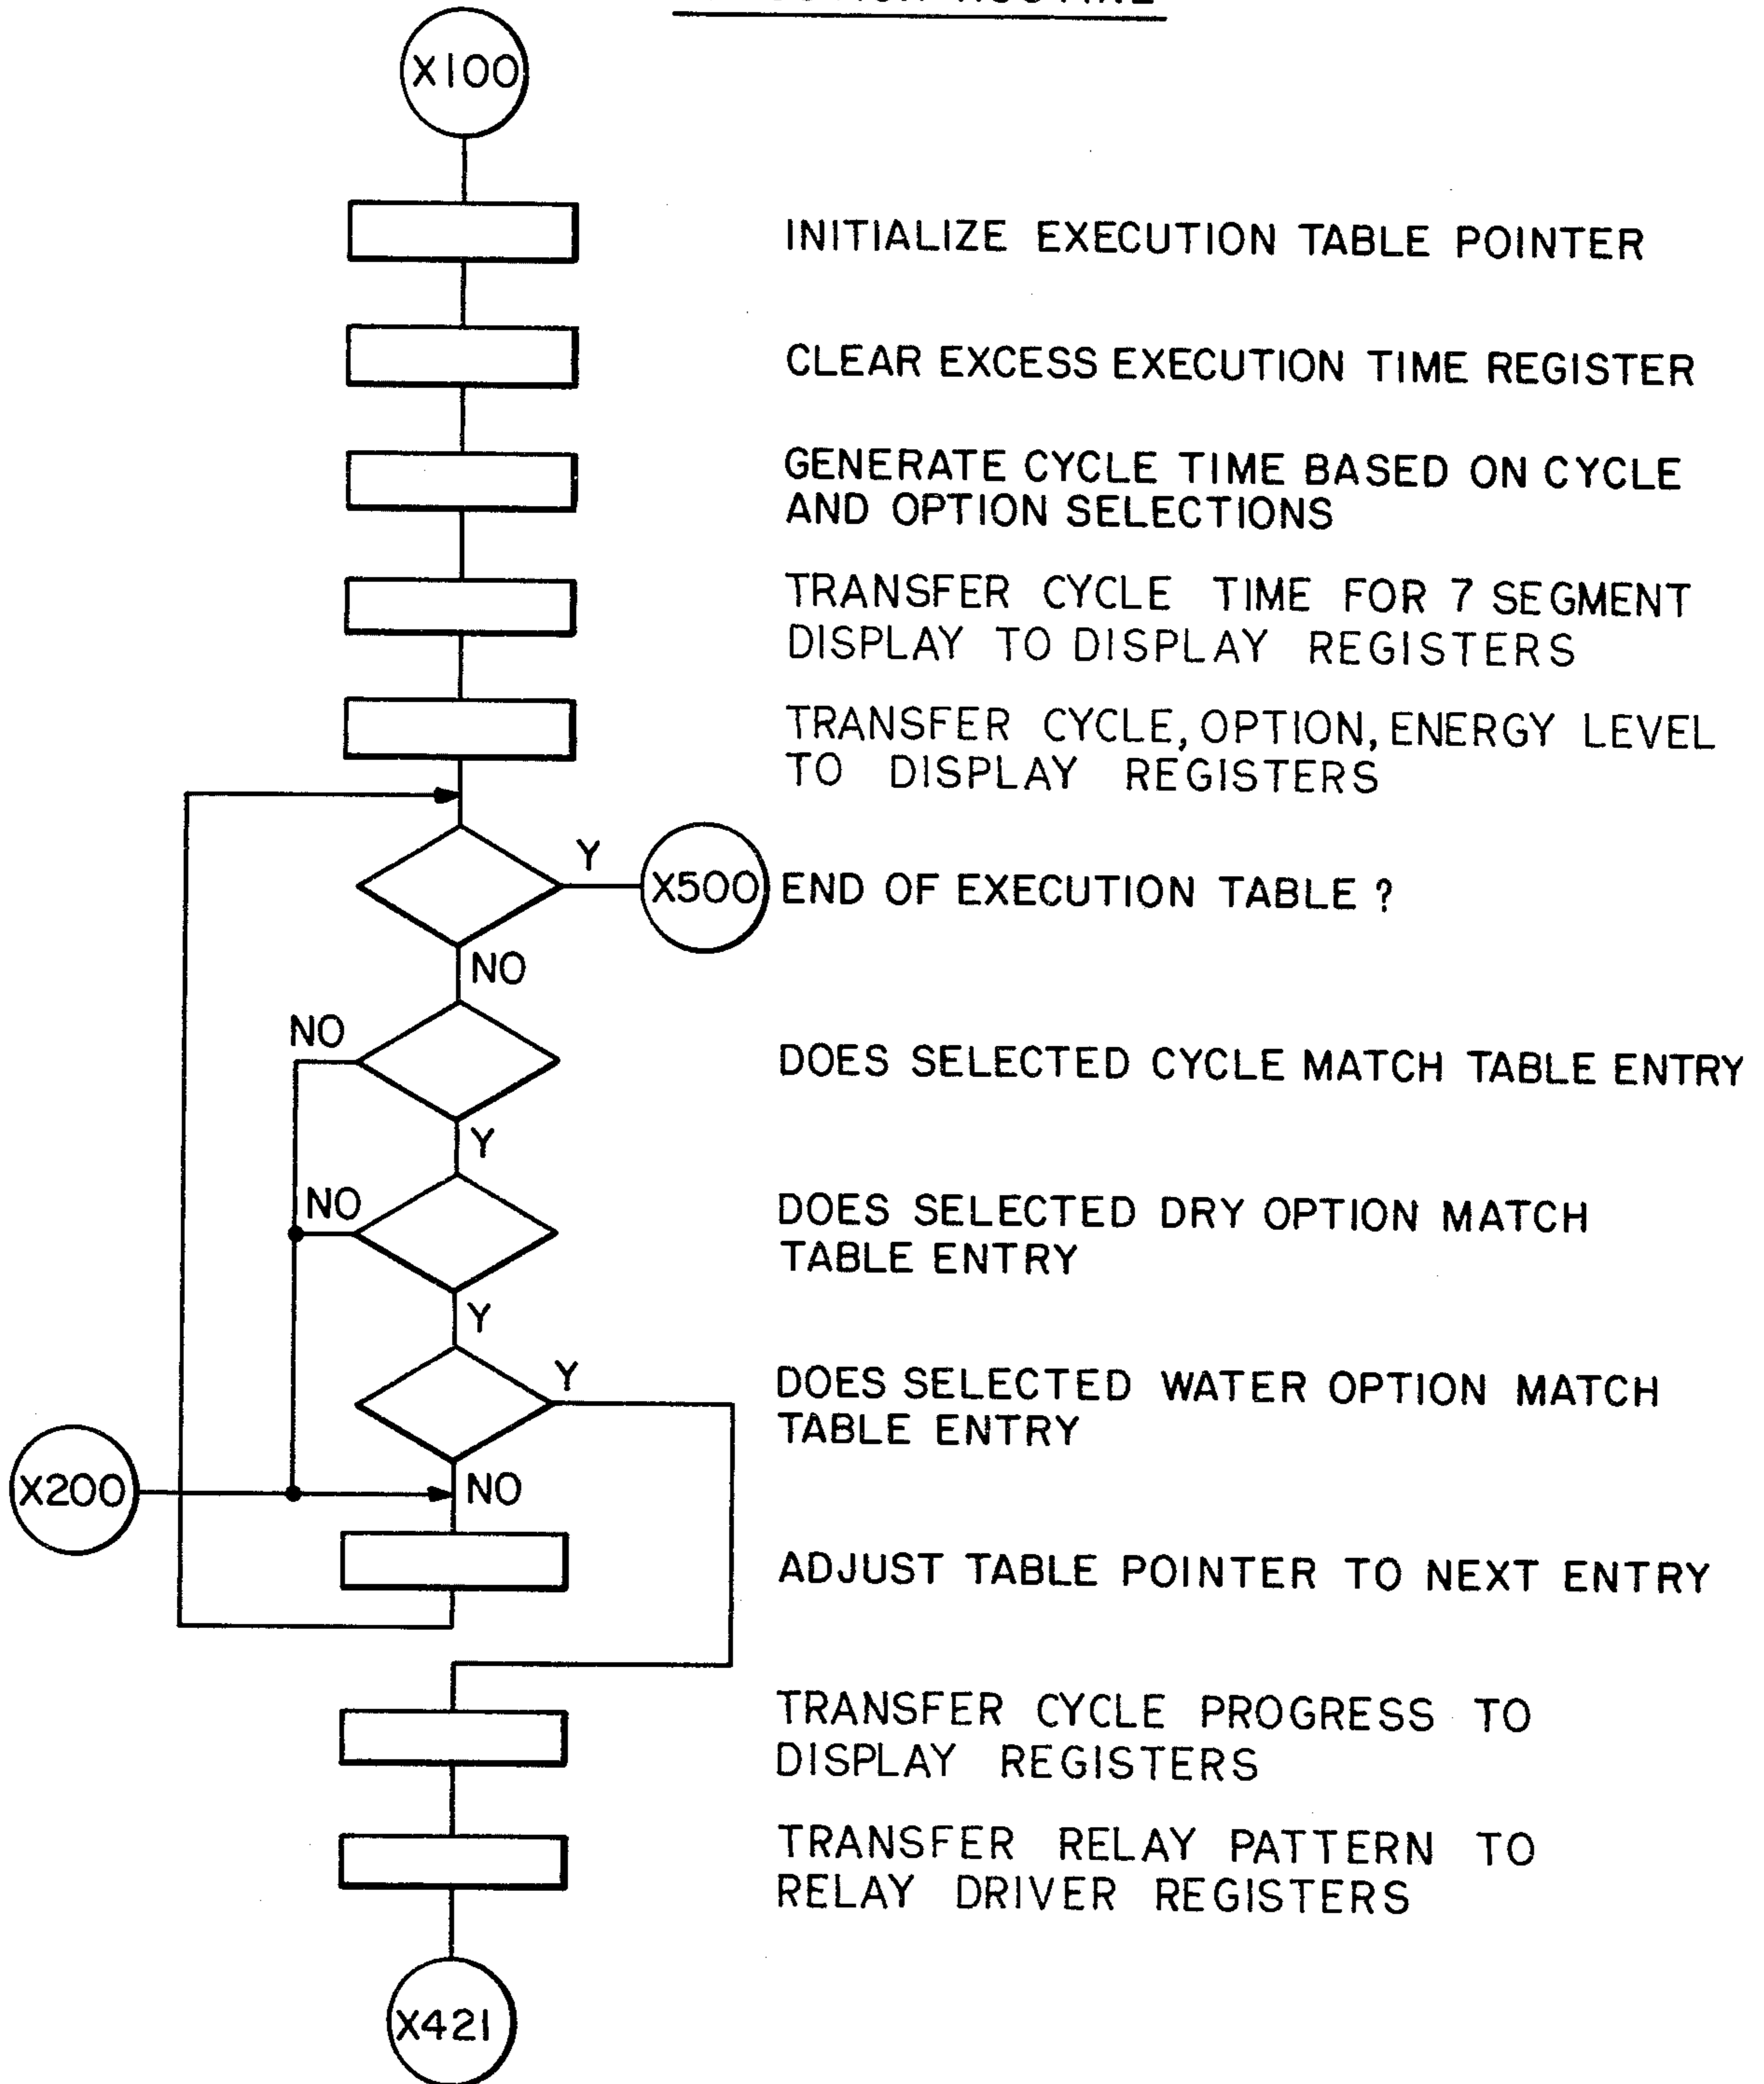 ROUTINE
X100
INITIALIZE EXECUTION TABLE POINTER
CLEAR EXCESS EXECUTION TIME REGISTER
GENERATE CYCLE TIME BASED ON CYCLE
AND OPTION SELECTIONS
TRANSFER CYCLE TIME FOR 7 SEGMENT
DISPLAY TO DISPLAY REGISTERS
TRANSFER CYCLE, OPTION, ENERGY LEVEL
TO DISPLAY REGISTERS
Y
X500 END OF EXECUTION TABLE ?
NO
NO
DOES SELECTED CYCLE MATCH TABLE ENTRY
Y
NO
DOES SELECTED DRY OPTION MATCH
TABLE ENTRY
Y
Y
DOES SELECTED WATER OPTION MATCH
TABLE ENTRY
X200
NO
ADJUST TABLE POINTER TO NEXT ENTRY
TRANSFER CYCLE PROGRESS TO
DISPLAY REGISTERS
TRANSFER RELAY PATTERN TO
RELAY DRIVER REGISTERS
X421